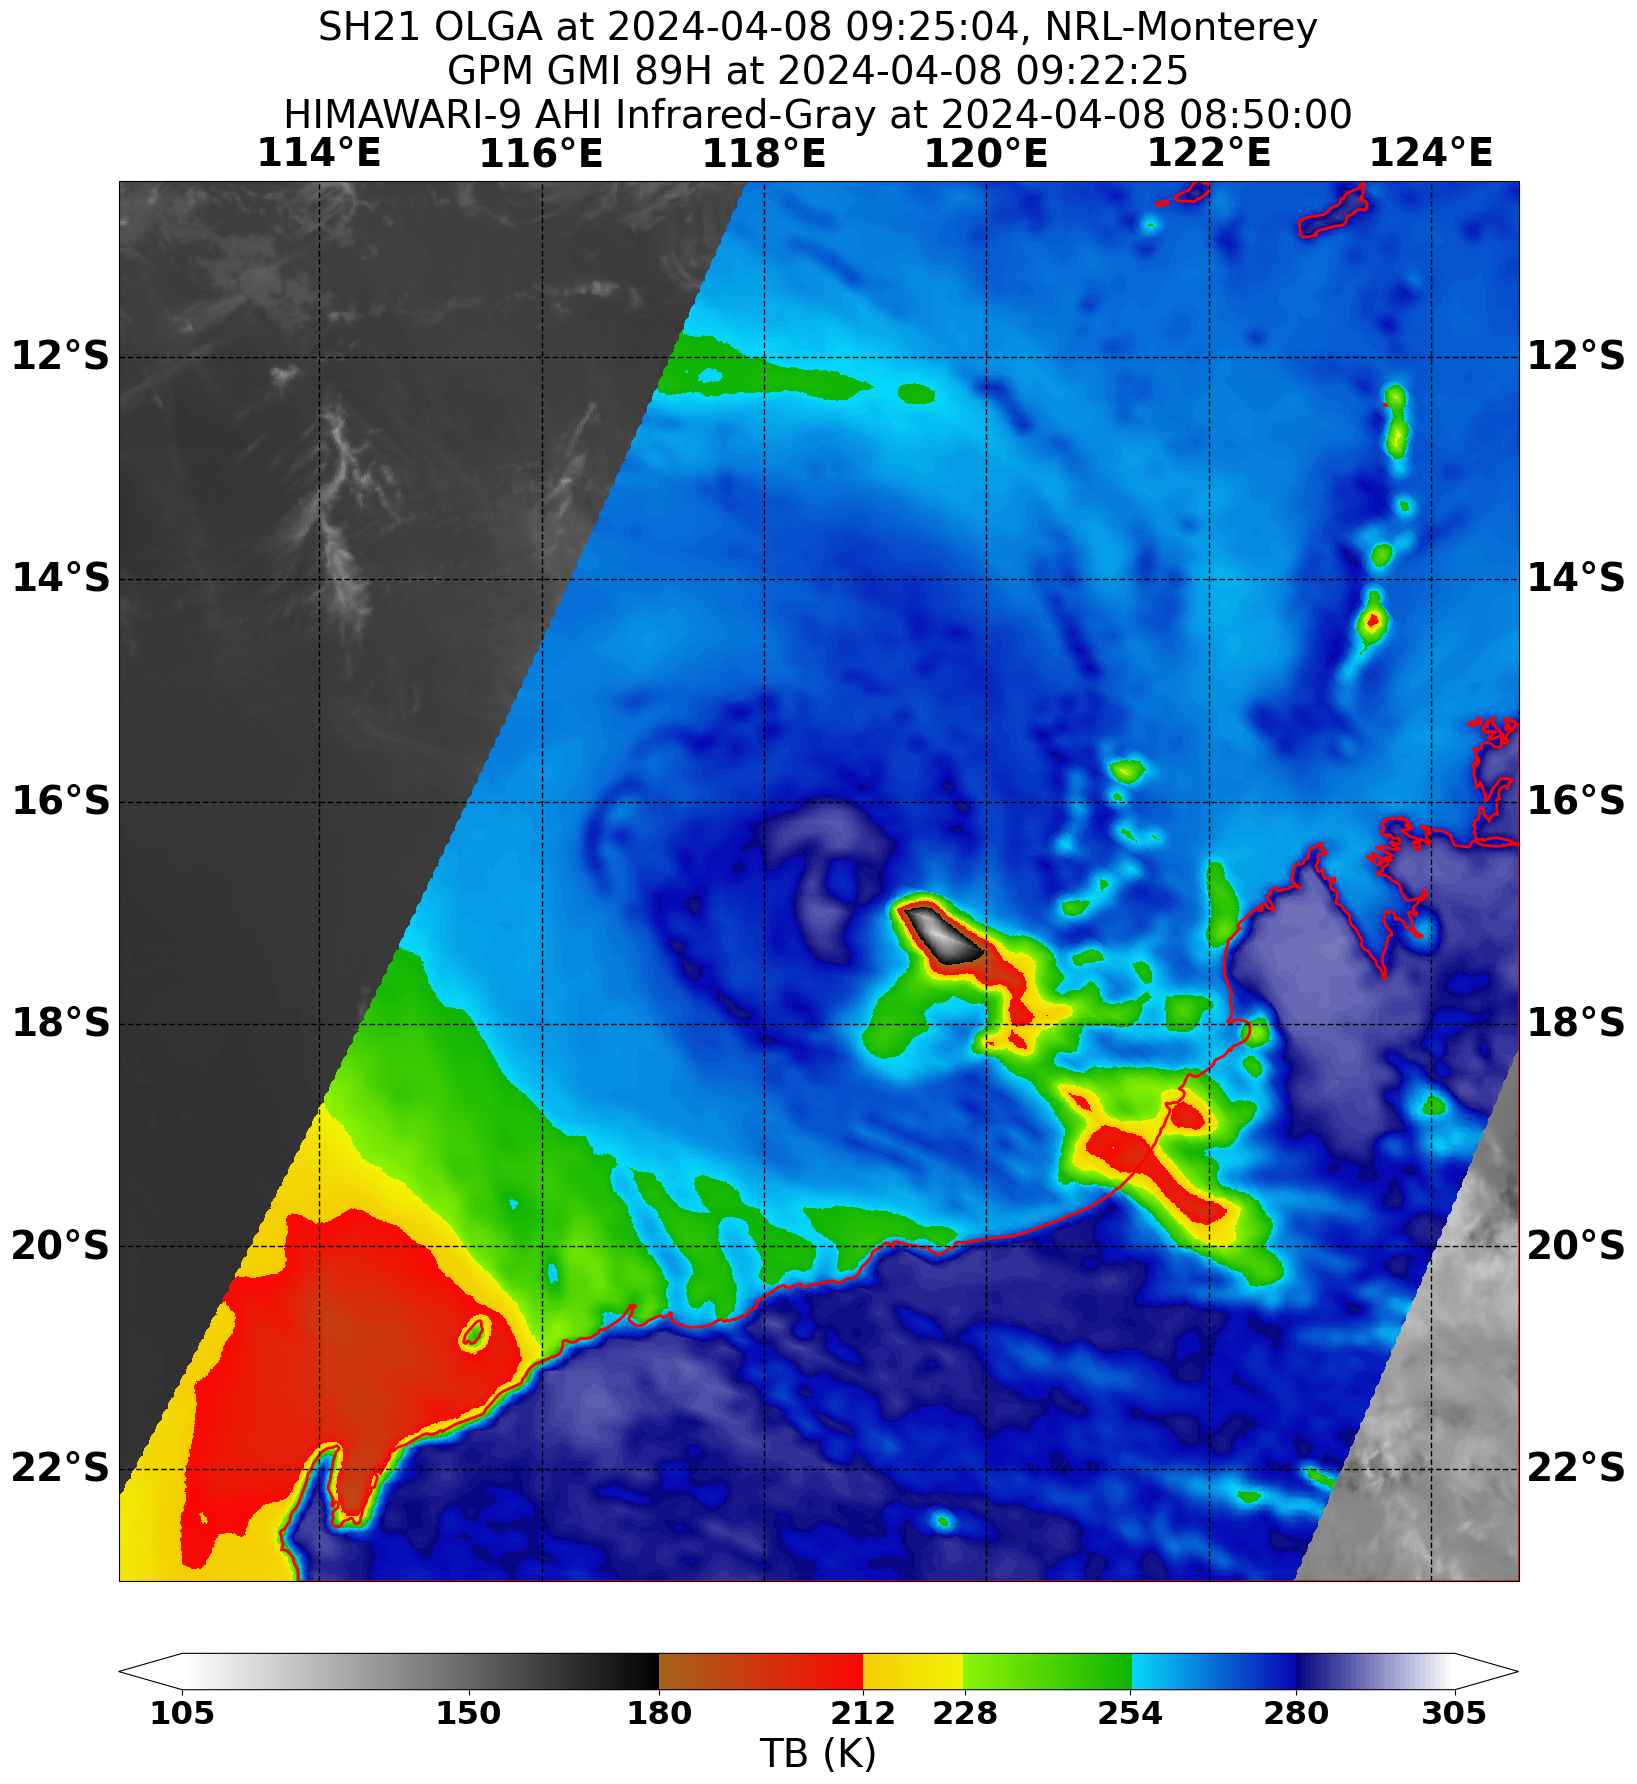 SH21 OLGA at 2024-04-08 09:25:04, NRL-Monterey
GPM GMI 89H at 2024-04-08 09:22:25
HIMAWARI-9 AHI Infrared-Gray at 2024-04-08 08:50:00
114°E 116°E 118°E 120°E 122°E 124°E
12°S 12°S
14°S 14°S
16°S 16°S
18°S 18°S
20°S 20°S
22°S 22°S
105 150 180 212 228 254 280 305
TB (K)